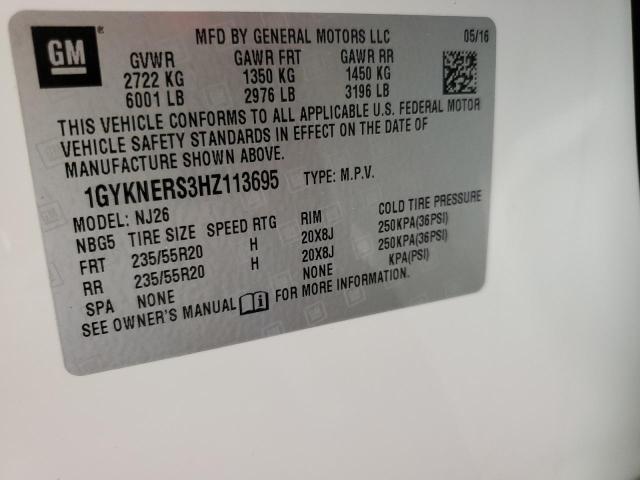 GM
MFD BY GENERAL MOTORS LLC 05/16
GVWR GAWR FRT GAWR RR
2722 KG 1350 KG 1450 KG
6001 LB 2976 LB 3196 LB
THIS VEHICLE CONFORMS TO ALL APPLICABLE U.S. FEDERAL MOTOR
VEHICLE SAFETY STANDARDS IN EFFECT ON THE DATE OF
MANUFACTURE SHOWN ABOVE.
1GYKNERS3HZ113695 TYPE: M.P.V.
MODEL: NJ26
NBG5 TIRE SIZE SPEED RTG RIM COLD TIRE PRESSURE
FRT 235/55R20 H 20X8J 250KPA(36PSI)
RR 235/55R20 H 20X8J 250KPA(36PSI)
SPA NONE NONE KPA(PSI)
SEE OWNER'S MANUAL FOR MORE INFORMATION.